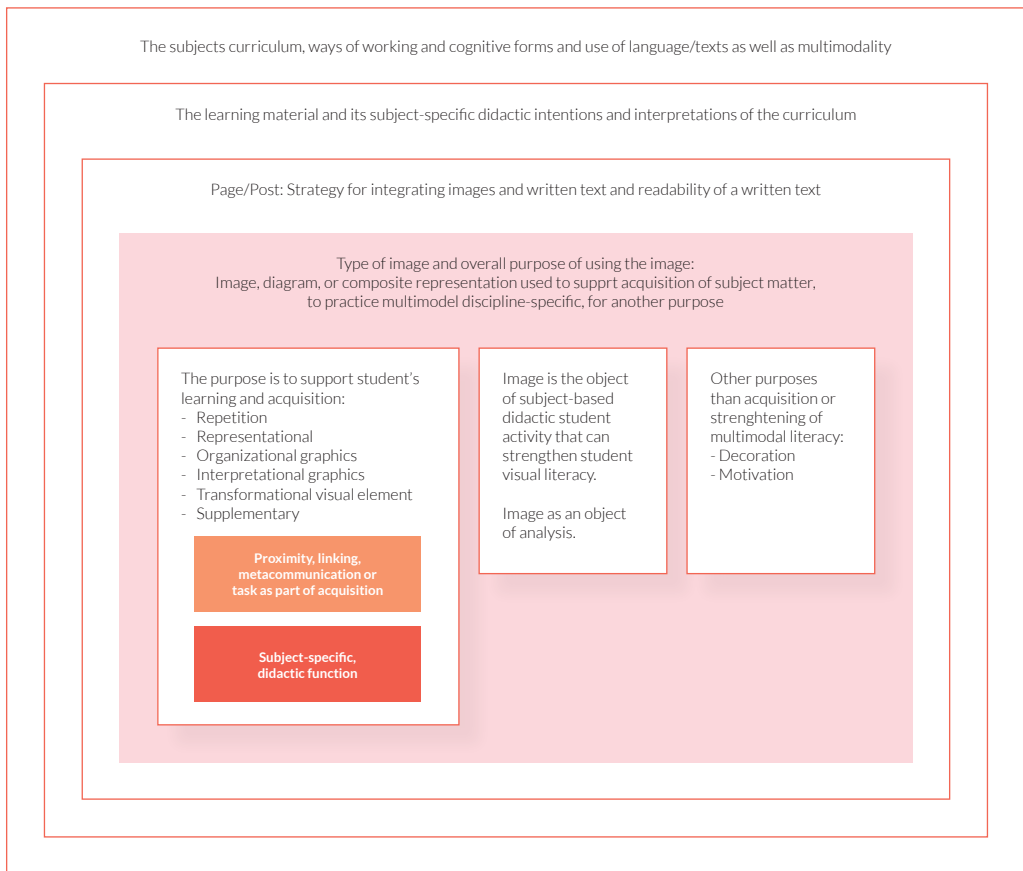 The subjects curriculum, ways of working and cognitive forms and use of language/texts as well as multimodality
The learning material and its subject-specific didactic intentions and interpretations of the curriculum
Page/Post: Strategy for integrating images and written text and readability of a written text
Type of image and overall purpose of using the image:
Image, diagram, or composite representation used to supprt acquisition of subject matter,
to practice multimodel discipline-specific, for another purpose
The purpose is to support student’s
learning and acquisition:
- Repetition
- Representational
- Organizational graphics
- Interpretational graphics
- Transformational visual element
- Supplementary
Proximity, linking,
metacommunication or
task as part of acquisition
Subject-specific,
didactic function
Image is the object
of subject-based
didactic student
activity that can
strengthen student
visual literacy.
Image as an object
of analysis.
Other purposes
than acquisition or
strenghtening of
multimodal literacy:
- Decoration
- Motivation